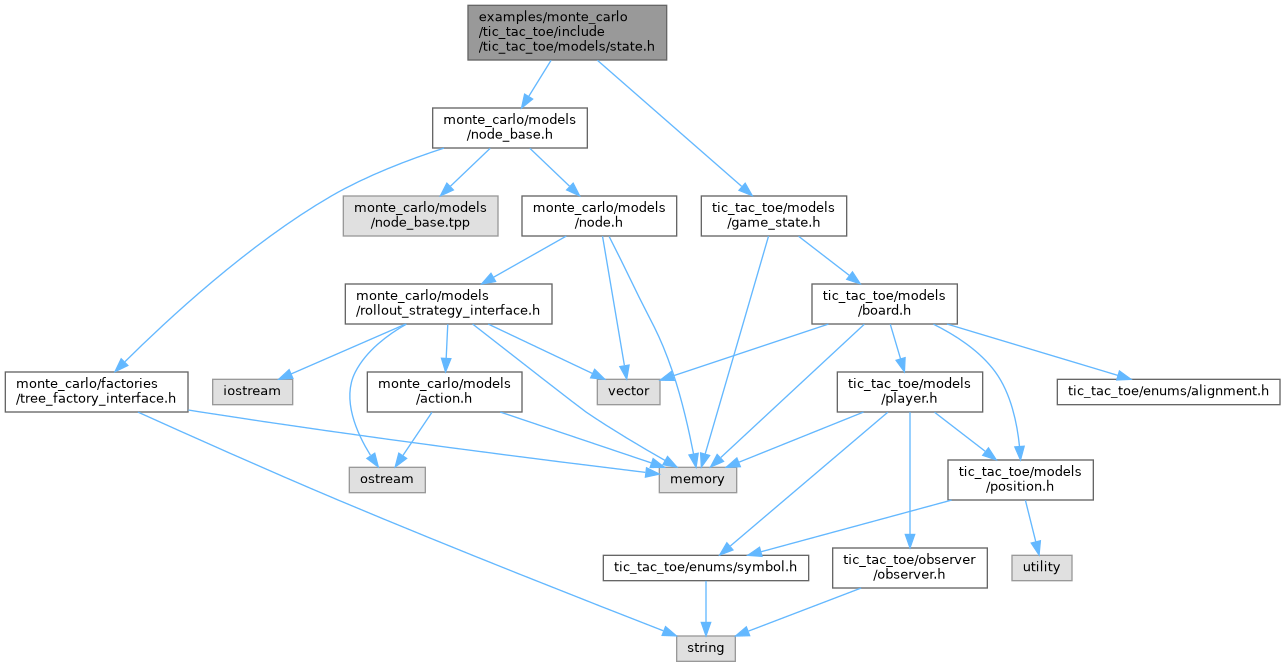 examples/monte_carlo
/tic_tac_toe/include
/tic_tac_toe/models/state.h
monte_carlo/models
/node_base.h
monte_carlo/models
/node_base.tpp
monte_carlo/models
/node.h
tic_tac_toe/models
/game_state.h
monte_carlo/models
/rollout_strategy_interface.h
tic_tac_toe/models
/board.h
monte_carlo/factories
/tree_factory_interface.h
iostream
monte_carlo/models
/action.h
vector
tic_tac_toe/models
/player.h
tic_tac_toe/enums/alignment.h
ostream
memory
tic_tac_toe/models
/position.h
tic_tac_toe/enums/symbol.h
tic_tac_toe/observer
/observer.h
utility
string